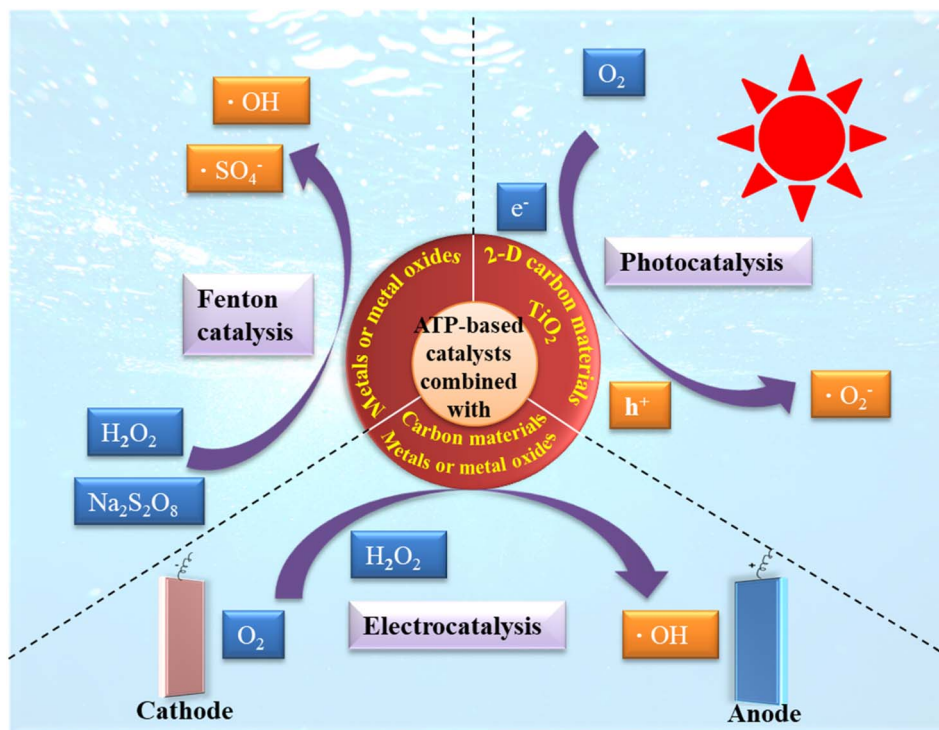 · OH
· SO₄⁻
Fenton
catalysis
H₂O₂
Na₂S₂O₈
O₂
e⁻
Photocatalysis
h⁺
· O₂⁻
Metals or metal oxides
2-D carbon materials
TiO₂
ATP-based
catalysts
combined
with
Carbon materials
Metals or metal oxides
-
O₂
Cathode
H₂O₂
Electrocatalysis
· OH
+
Anode